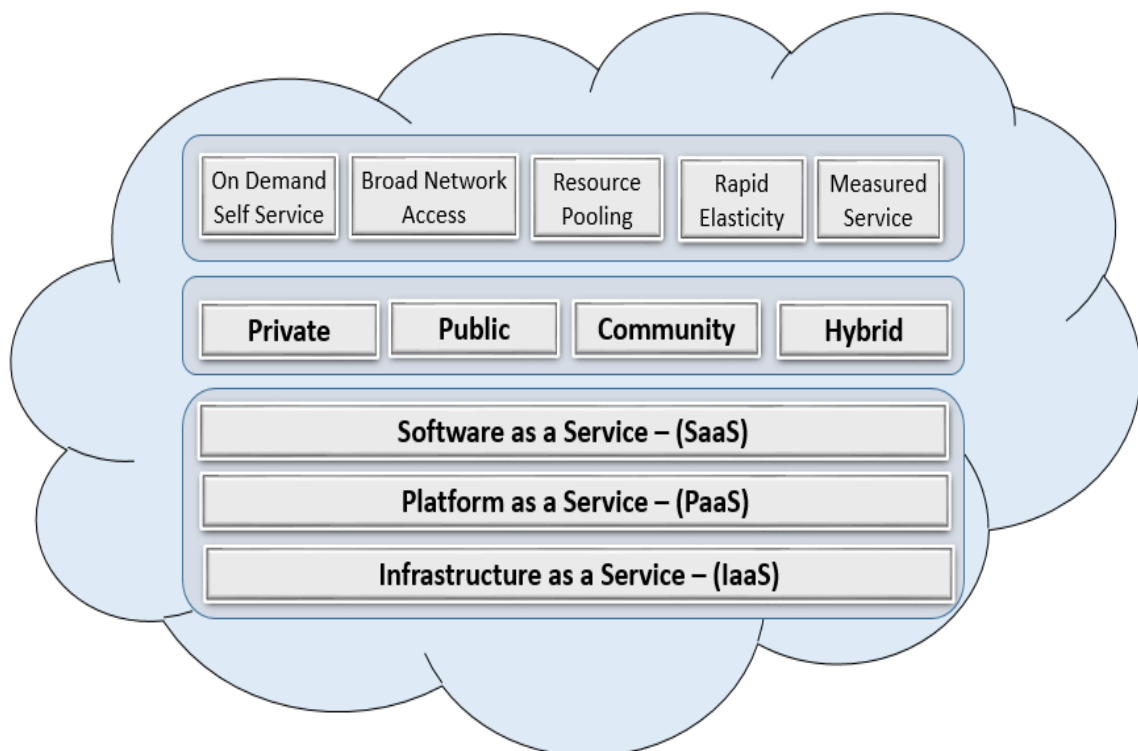 On Demand
Self Service
Broad Network
Access
Resource
Pooling
Rapid
Elasticity
Measured
Service
Private
Public
Community
Hybrid
Software as a Service – (SaaS)
Platform as a Service – (PaaS)
Infrastructure as a Service – (IaaS)